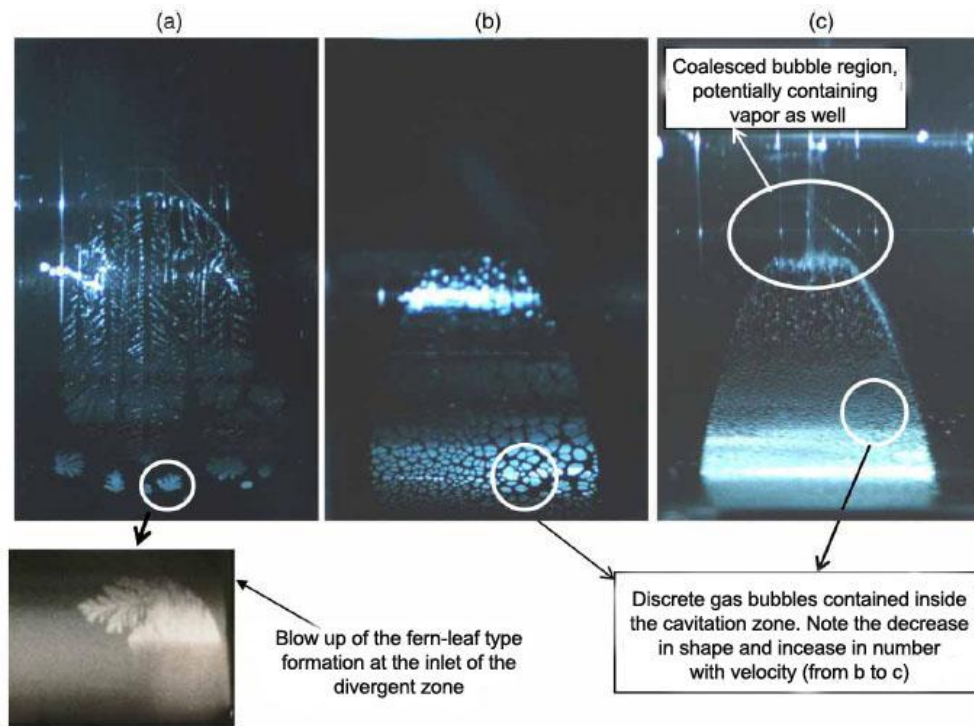 (a)
(b)
(c)
Coalesced bubble region,
potentially containing
vapor as well
Blow up of the fern-leaf type
formation at the inlet of the
divergent zone
Discrete gas bubbles contained inside
the cavitation zone. Note the decrease
in shape and incease in number
with velocity (from b to c)